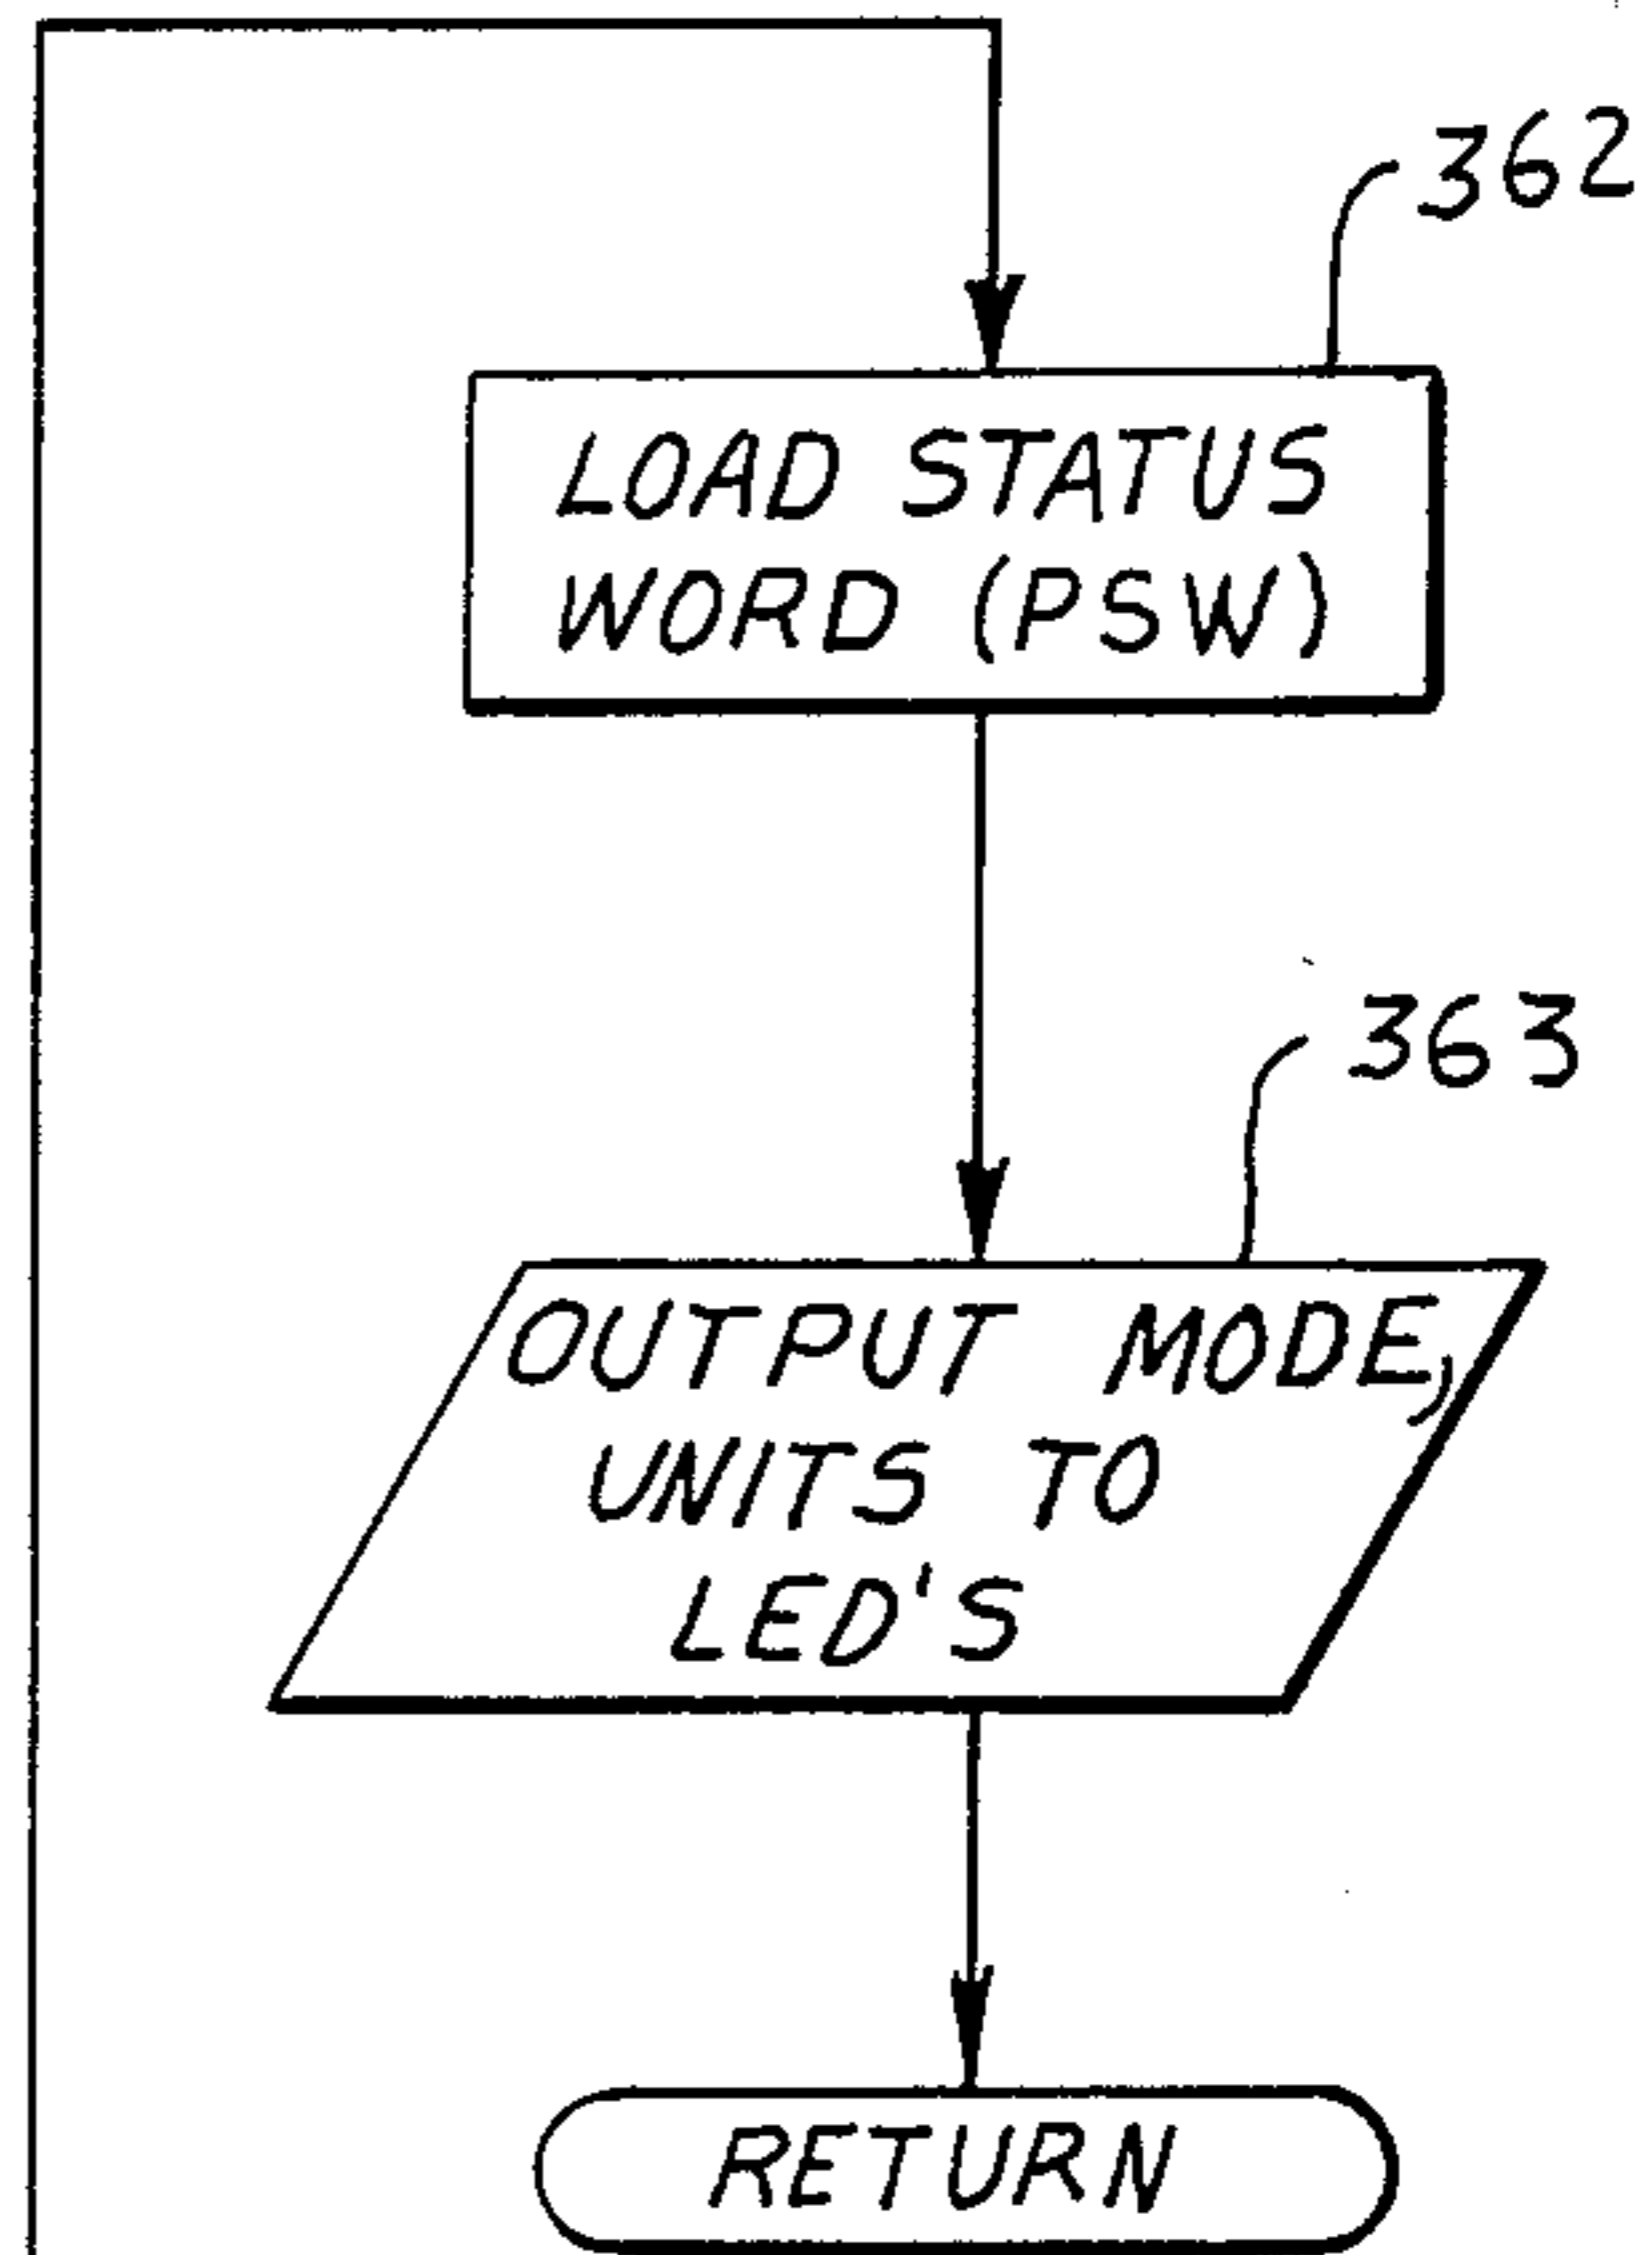 362
LOAD STATUS
WORD (PSW)
363
OUTPUT MODE,
UNITS TO
LED'S
RETURN